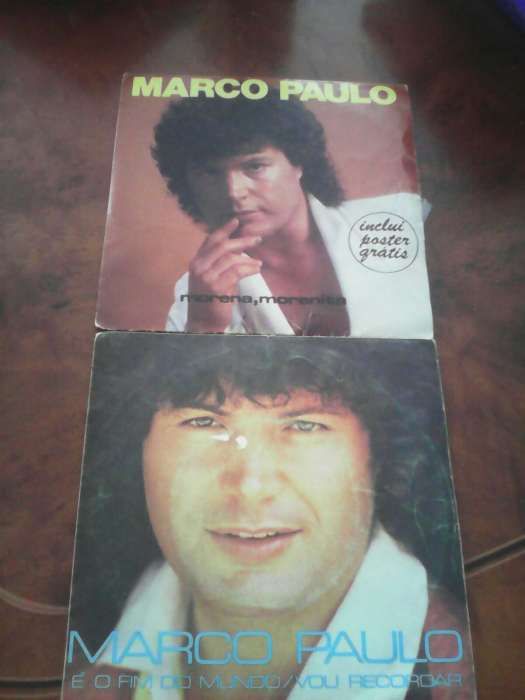 MARCO PAULO
inclui
poster
grátis
morena, morenita
MARCO PAULO
É O FIM DO MUNDO/VOU RECORDAR